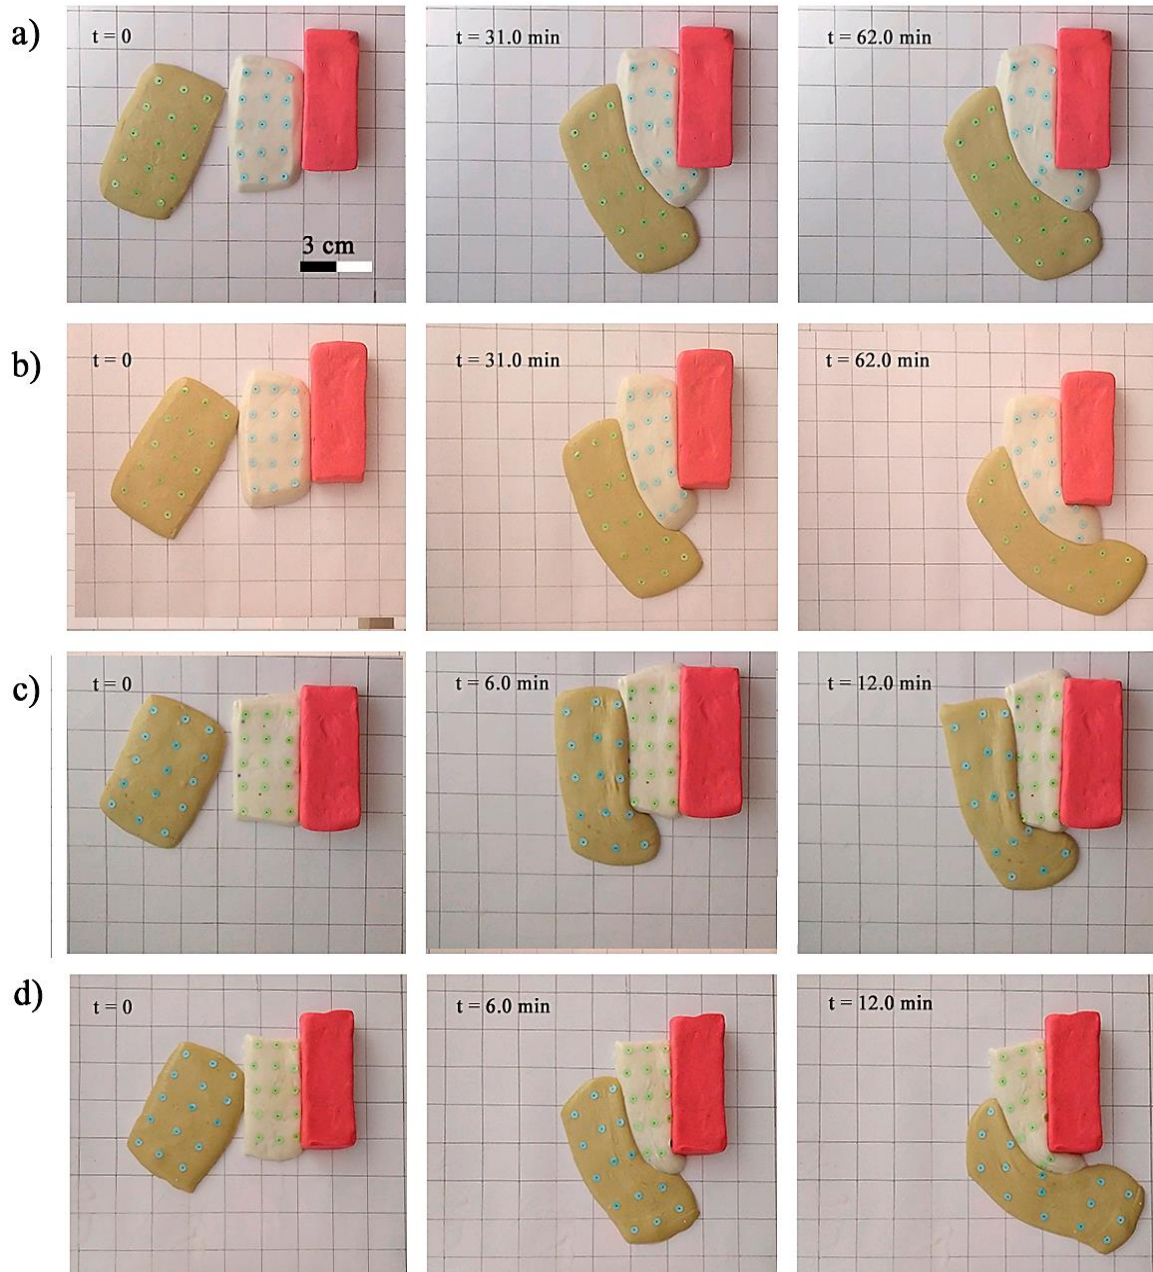 a)
t = 0
t = 31.0 min
t = 62.0 min
3 cm
b)
t = 0
t = 31.0 min
t = 62.0 min
c)
t = 0
t = 6.0 min
t = 12.0 min
d)
t = 0
t = 6.0 min
t = 12.0 min